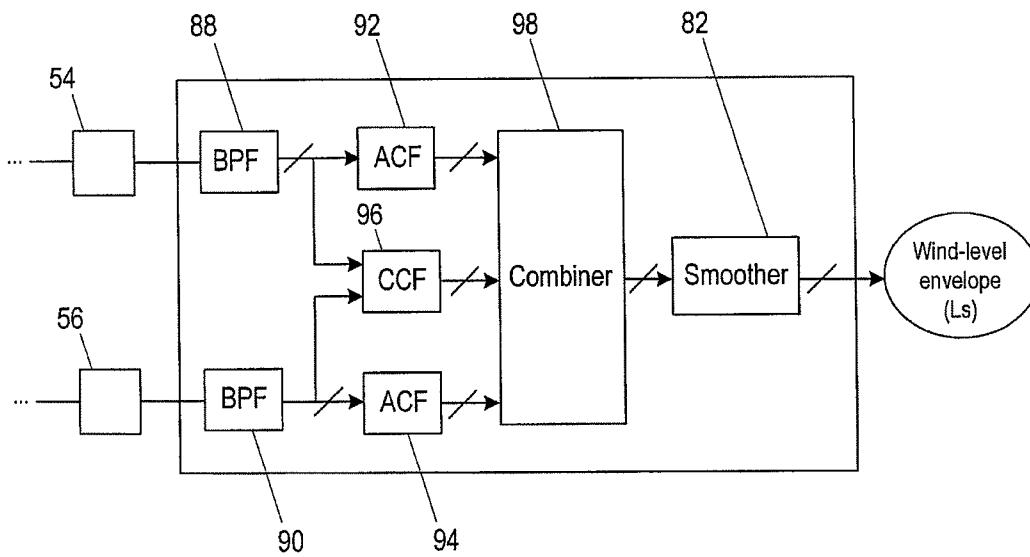 88
92
98
82
54
...
BPF
ACF
96
CCF
Combiner
Smoother
Wind-level
envelope
(Ls)
56
...
BPF
ACF
90
94